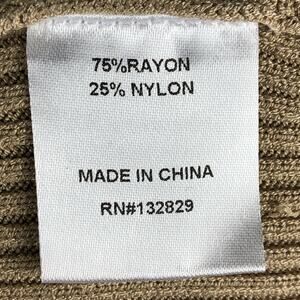 75%RAYON
25% NYLON
MADE IN CHINA
RN#132829